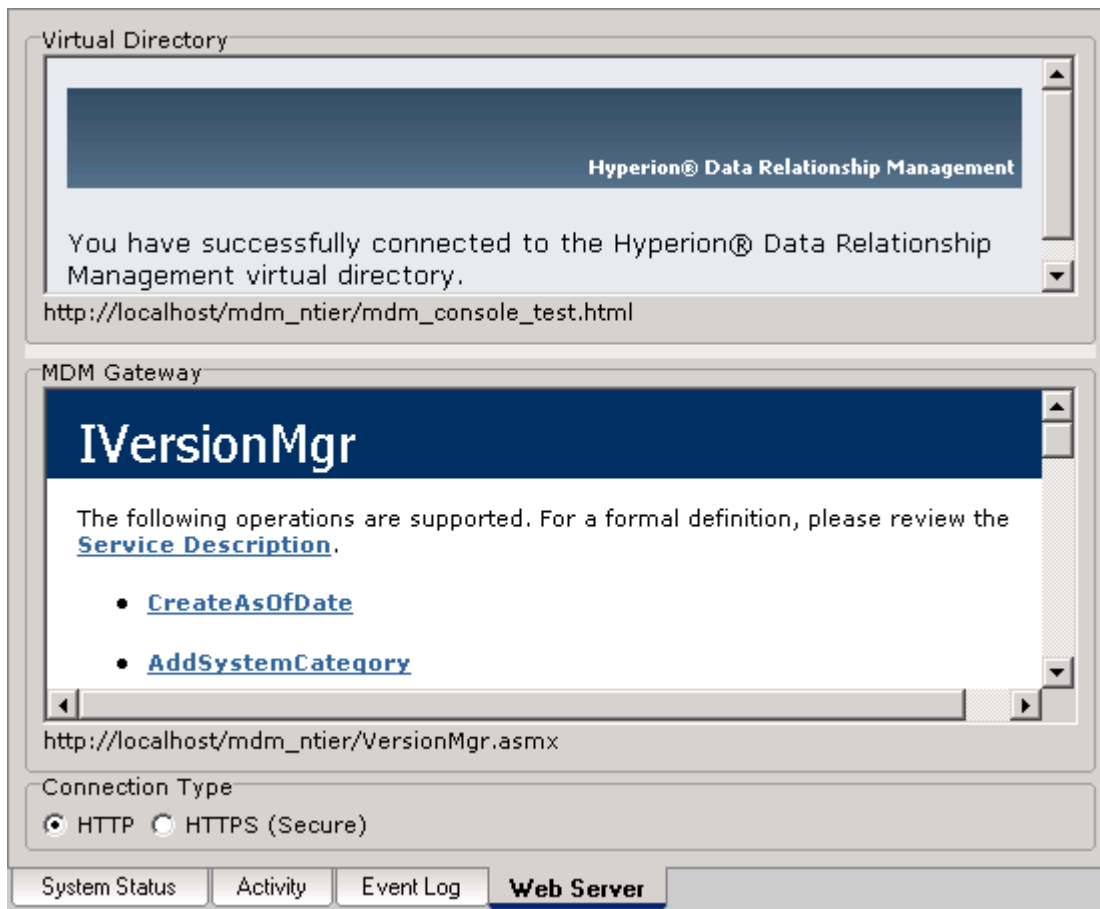 Virtual Directory
Hyperion® Data Relationship Management
You have successfully connected to the Hyperion® Data Relationship
Management virtual directory.
http://localhost/mdm_ntier/mdm_console_test.html
MDM Gateway
IVersionMgr
The following operations are supported. For a formal definition, please review the
Service Description.
• CreateAsOfDate
• AddSystemCategory
http://localhost/mdm_ntier/VersionMgr.asmx
Connection Type
HTTP HTTPS (Secure)
System Status Activity Event Log Web Server